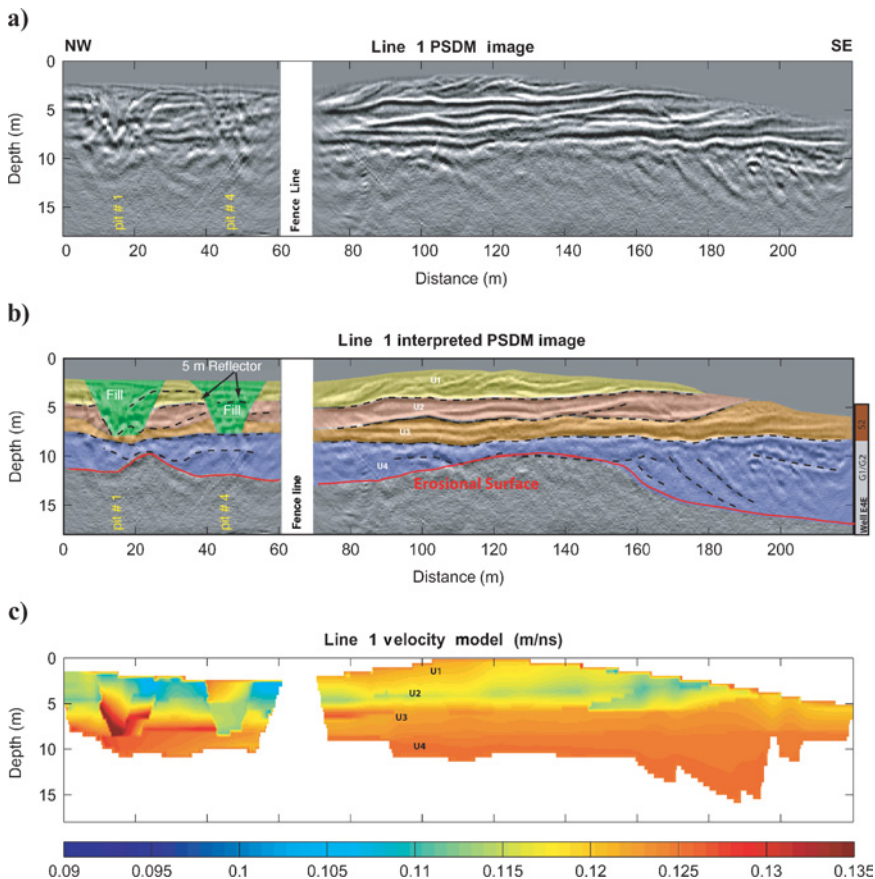 a)
NW Line 1 PSDM image SE
0
5
10
15
Depth (m)
pit # 1
pit # 4
Fence Line
0 20 40 60 80 100 120 140 160 180 200
Distance (m)
b)
Line 1 interpreted PSDM image
0
5
10
15
Depth (m)
5 m Reflector
Fill
Fill
U1
U2
U3
U4
Erosional Surface
pit # 1
pit # 4
Fence line
S2
G1/G2
Well E4E
0 20 40 60 80 100 120 140 160 180 200
Distance (m)
c)
Line 1 velocity model (m/ns)
0
5
10
15
Depth (m)
U1
U2
U3
U4
0.09 0.095 0.1 0.105 0.11 0.115 0.12 0.125 0.13 0.135